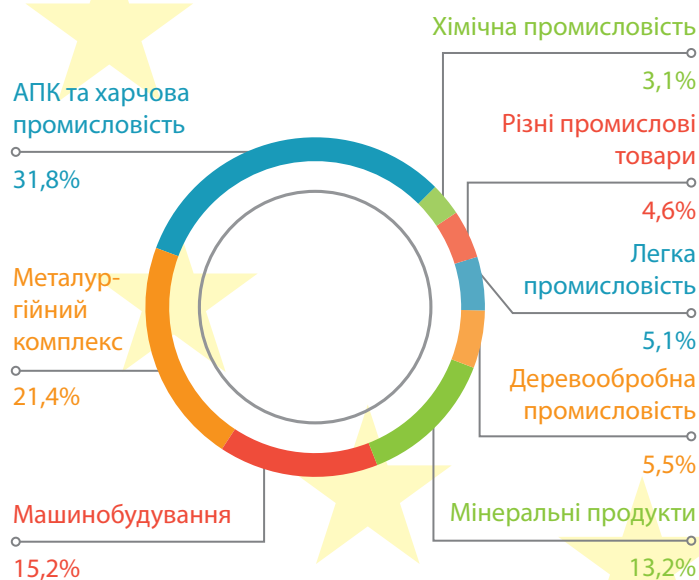 АПК та харчова
промисловість
31,8%
Металур-
гійний
комплекс
21,4%
Машинобудування
15,2%
Хімічна промисловість
3,1%
Різні промислові
товари
4,6%
Легка
промисловість
5,1%
Деревообробна
промисловість
5,5%
Мінеральні продукти
13,2%